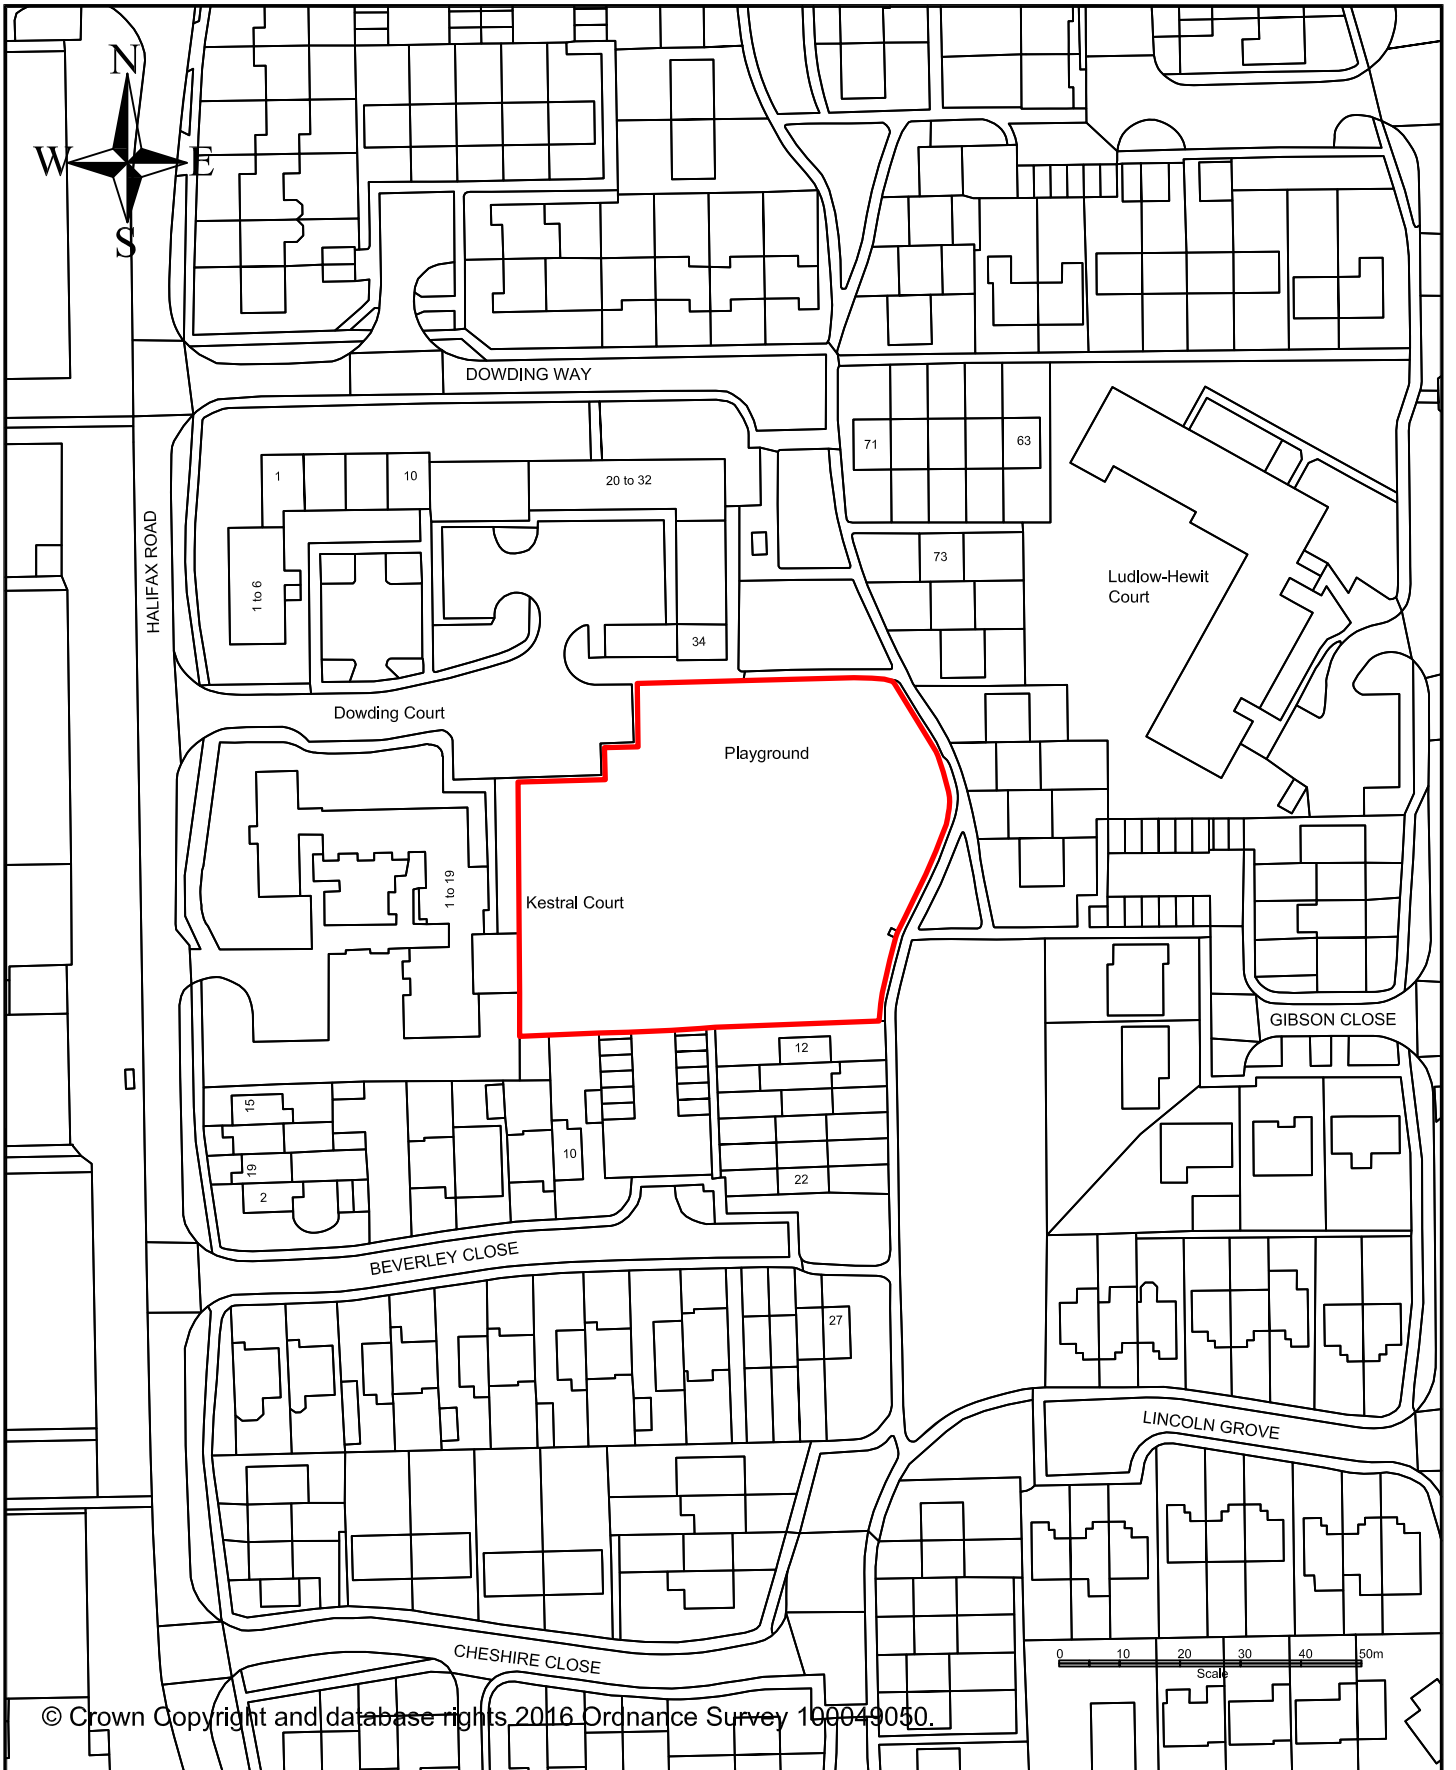 N
W E
S
DOWDING WAY
71
63
1
10
20 to 32
HALIFAX ROAD
1 to 6
73
Ludlow-Hewit
Court
34
Dowding Court
Playground
1 to 19
Kestral Court
GIBSON CLOSE
12
15
10
19
22
2
BEVERLEY CLOSE
27
LINCOLN GROVE
CHESHIRE CLOSE
0 10 20 30 40 50m
Scale
© Crown Copyright and database rights 2016 Ordnance Survey 100049050.